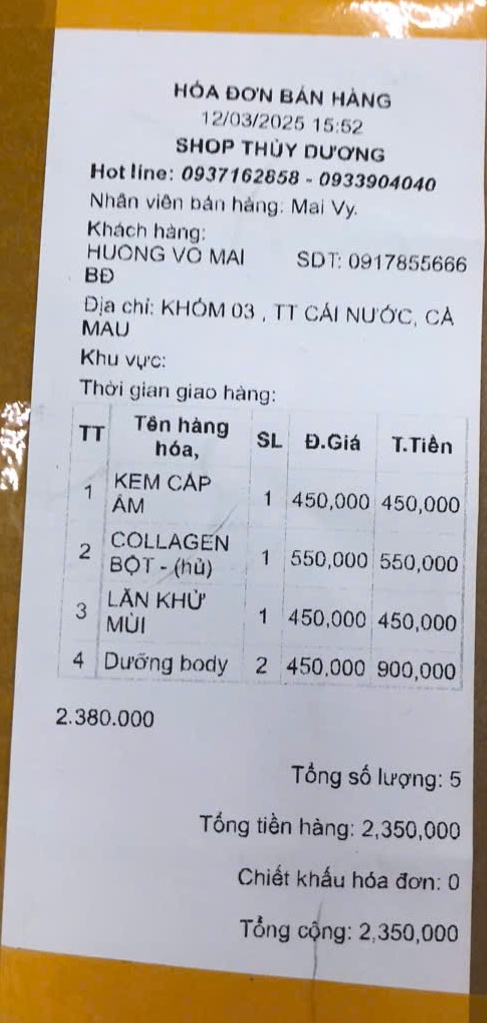 HÓA ĐƠN BÁN HÀNG
12/03/2025 15:52
SHOP THÙY DƯƠNG
Hotline: 0937162858 - 0933904040
Nhân viên bán hàng: Mai Vy.
Khách hàng:
HUONG VO MAI SDT: 0917855666
BĐ
Địa chỉ: KHÓM 03 , TT CÁI NƯỚC, CÀ
MAU
Khu vực:
Thời gian giao hàng:
TT Tên hàng hóa, SL Đ.Giá T.Tiền
1 KEM CẤP ÂM 1 450,000 450,000
2 COLLAGEN BỘT - (hủ) 1 550,000 550,000
3 LĂN KHỬ MÙI 1 450,000 450,000
4 Dưỡng body 2 450,000 900,000
2.380.000
Tổng số lượng: 5
Tổng tiền hàng: 2,350,000
Chiết khấu hóa đơn: 0
Tổng cộng: 2,350,000